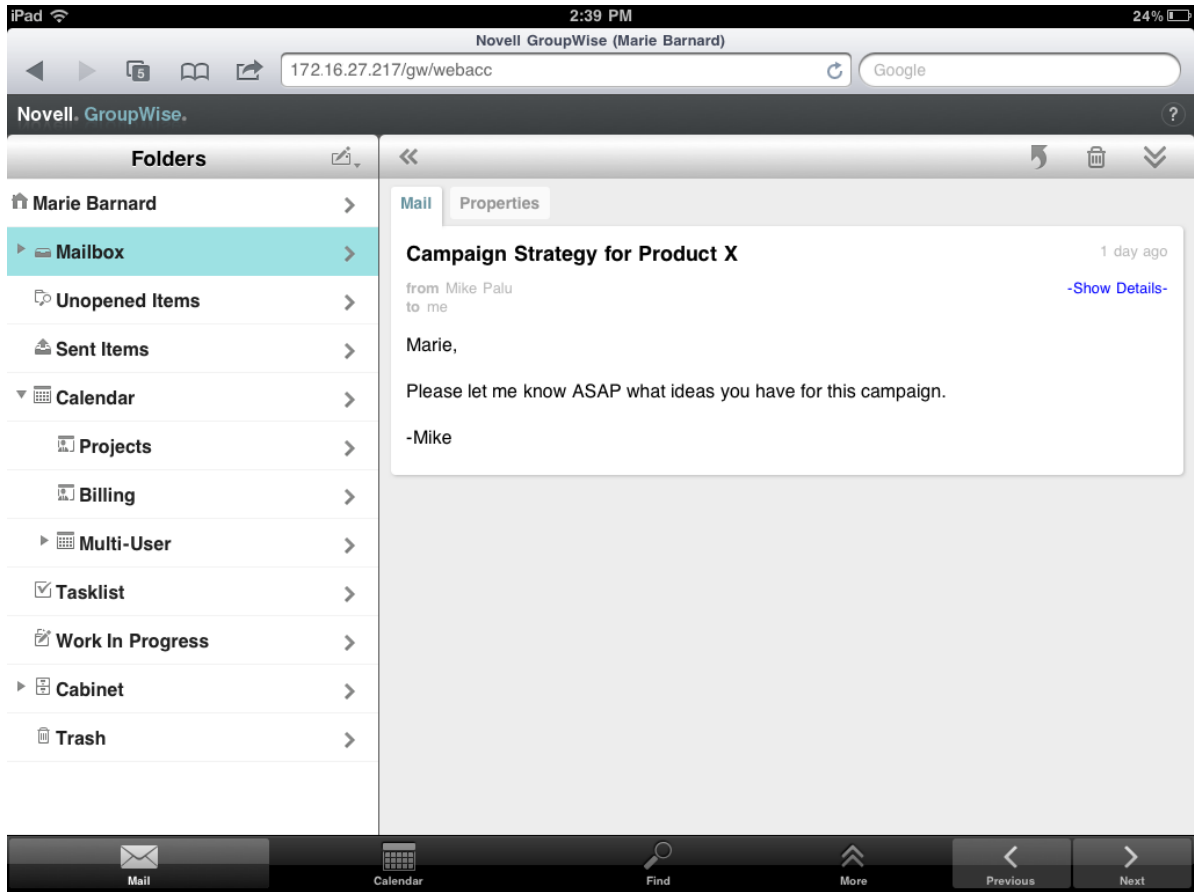 iPad 2:39 PM 24%
Novell GroupWise (Marie Barnard)
5 172.16.27.217/gw/webacc Google
Novell. GroupWise. ?
Folders
Marie Barnard
Mailbox
Unopened Items
Sent Items
Calendar
Projects
Billing
Multi-User
Tasklist
Work In Progress
Cabinet
Trash
Mail Properties
Campaign Strategy for Product X 1 day ago
from Mike Palu -Show Details-
to me
Marie,
Please let me know ASAP what ideas you have for this campaign.
-Mike
Mail Calendar Find More Previous Next